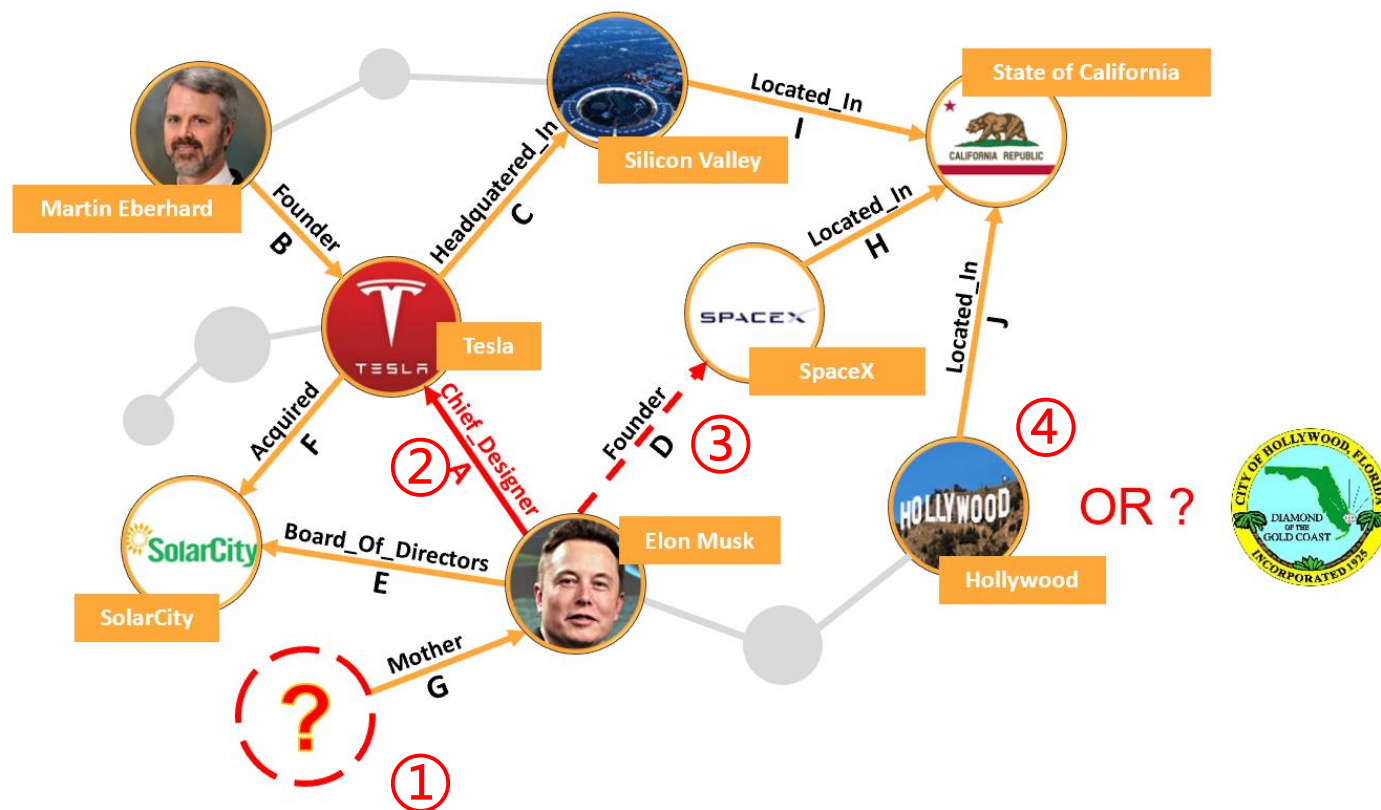 State of California
CALIFORNIA REPUBLIC
Located_In
I
Silicon Valley
Martin Eberhard
Founder
B
Headquatered_In
C
Located_In
H
Located_In
J
TESLA
Tesla
SPACEX
SpaceX
Acquired
F
Chief_Designer
A
②
Founder
D
③
④
HOLLYWOOD
Hollywood
OR ?
CITY OF HOLLYWOOD, FLORIDA
DIAMOND
OF THE
GOLD COAST
INCORPORATED 1925
SolarCity
SolarCity
Board_Of_Directors
E
Elon Musk
Mother
G
?
①